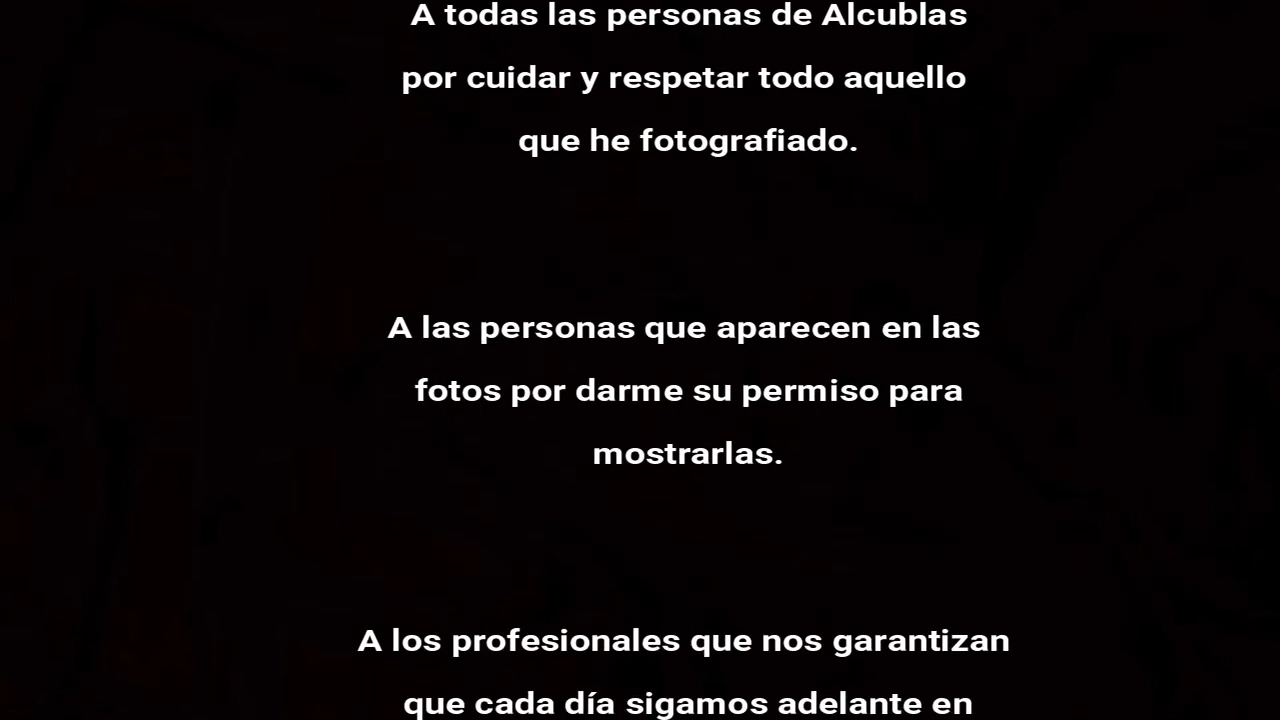 A todas las personas de Alcublas
por cuidar y respetar todo aquello
que he fotografiado.
A las personas que aparecen en las
fotos por darme su permiso para
mostrarlas.
A los profesionales que nos garantizan
que cada día sigamos adelante en